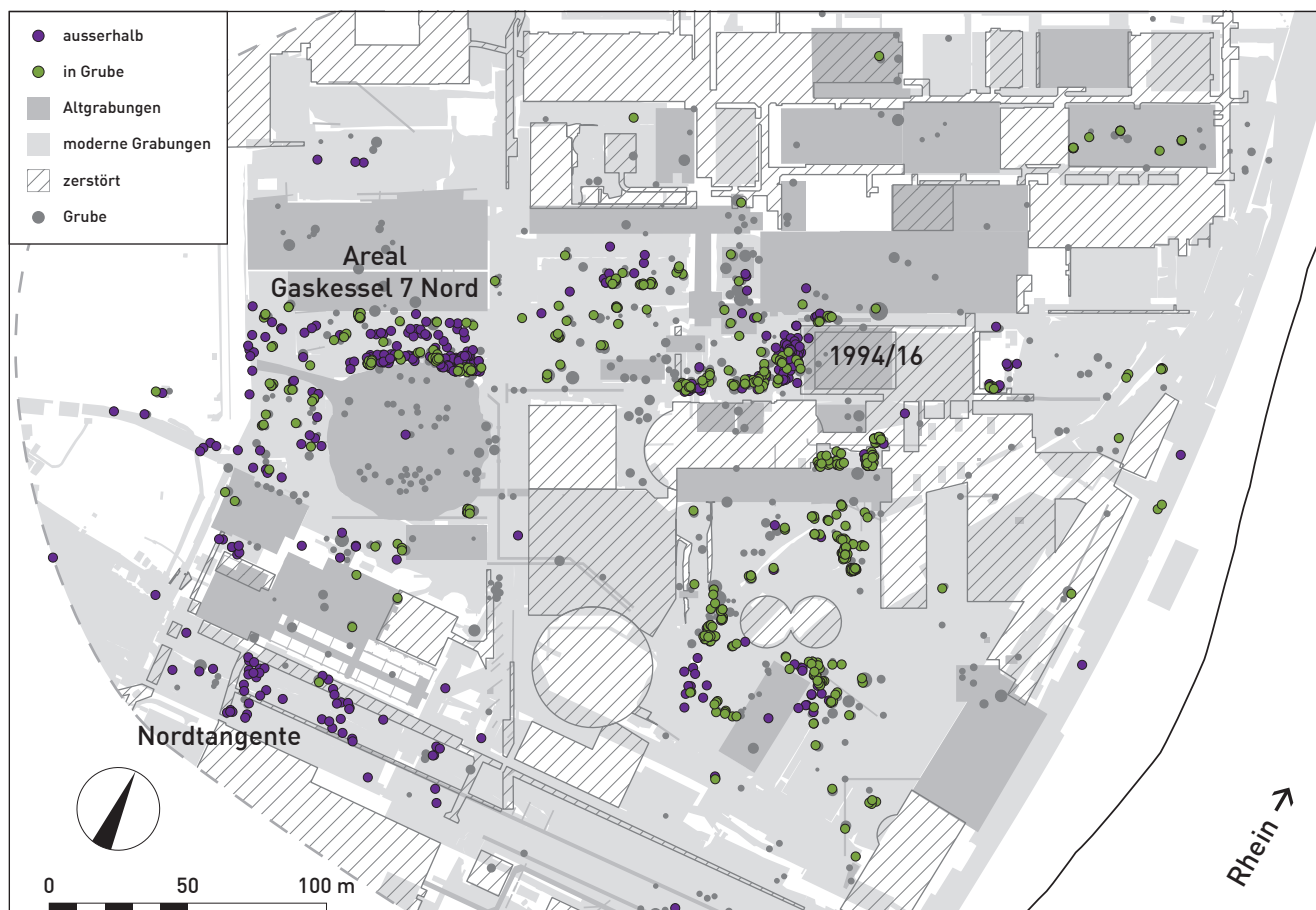 ausserhalb
in Grube
Altgrabungen
moderne Grabungen
zerstört
Grube
Areal
Gaskessel 7 Nord
1994/16
Nordtangente
Rhein →
0 50 100 m